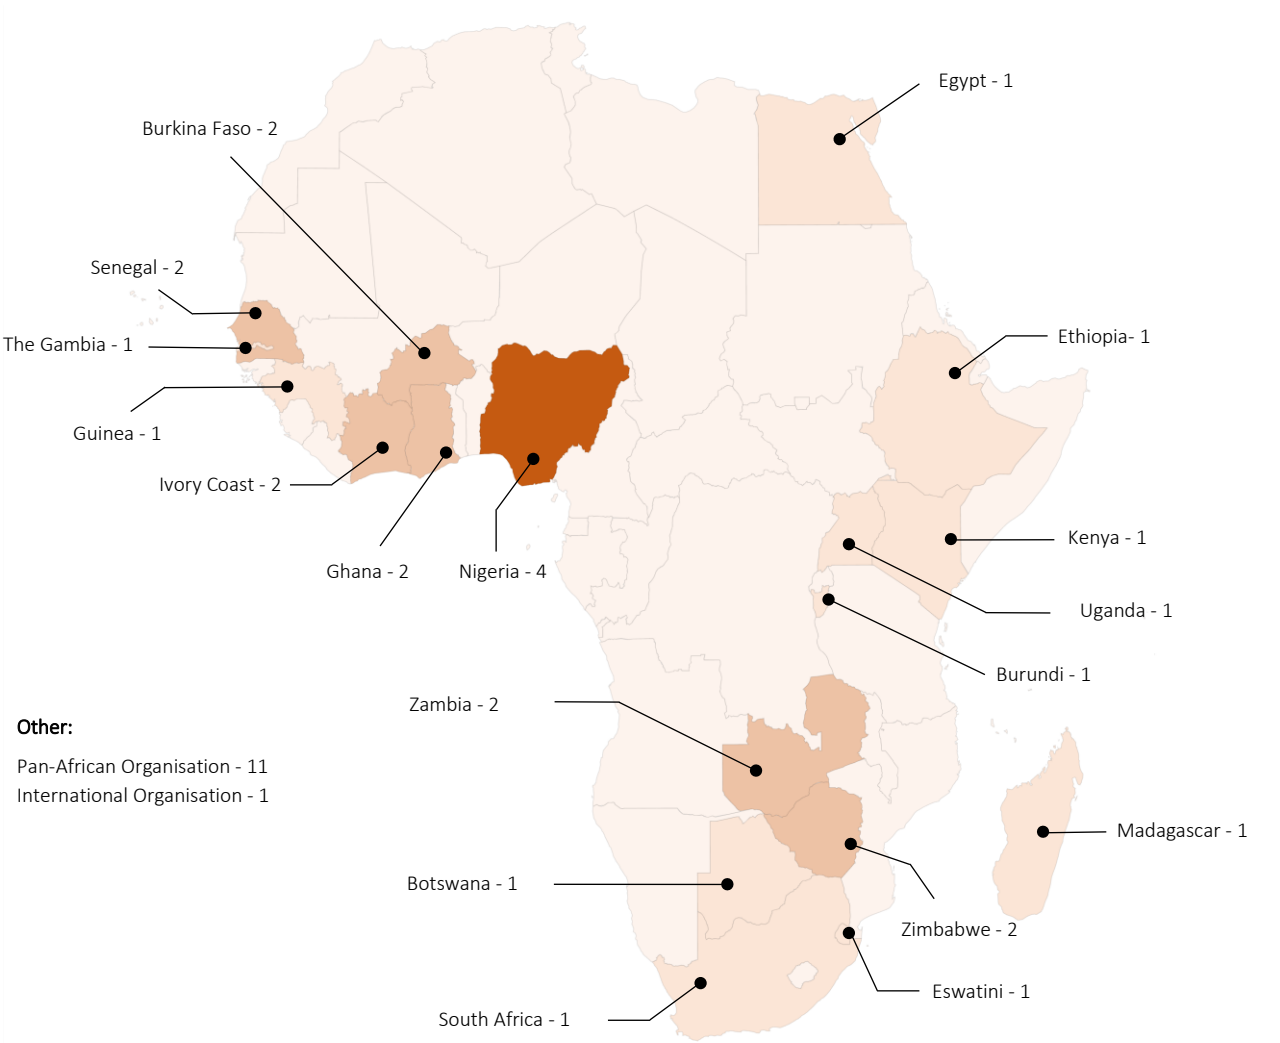 Egypt - 1
Burkina Faso - 2
Senegal - 2
The Gambia - 1
Ethiopia- 1
Guinea - 1
Ivory Coast - 2
Ghana - 2
Nigeria - 4
Kenya - 1
Uganda - 1
Burundi - 1
Zambia - 2
Other:
Pan-African Organisation - 11
International Organisation - 1
Madagascar - 1
Botswana - 1
Zimbabwe - 2
Eswatini - 1
South Africa - 1